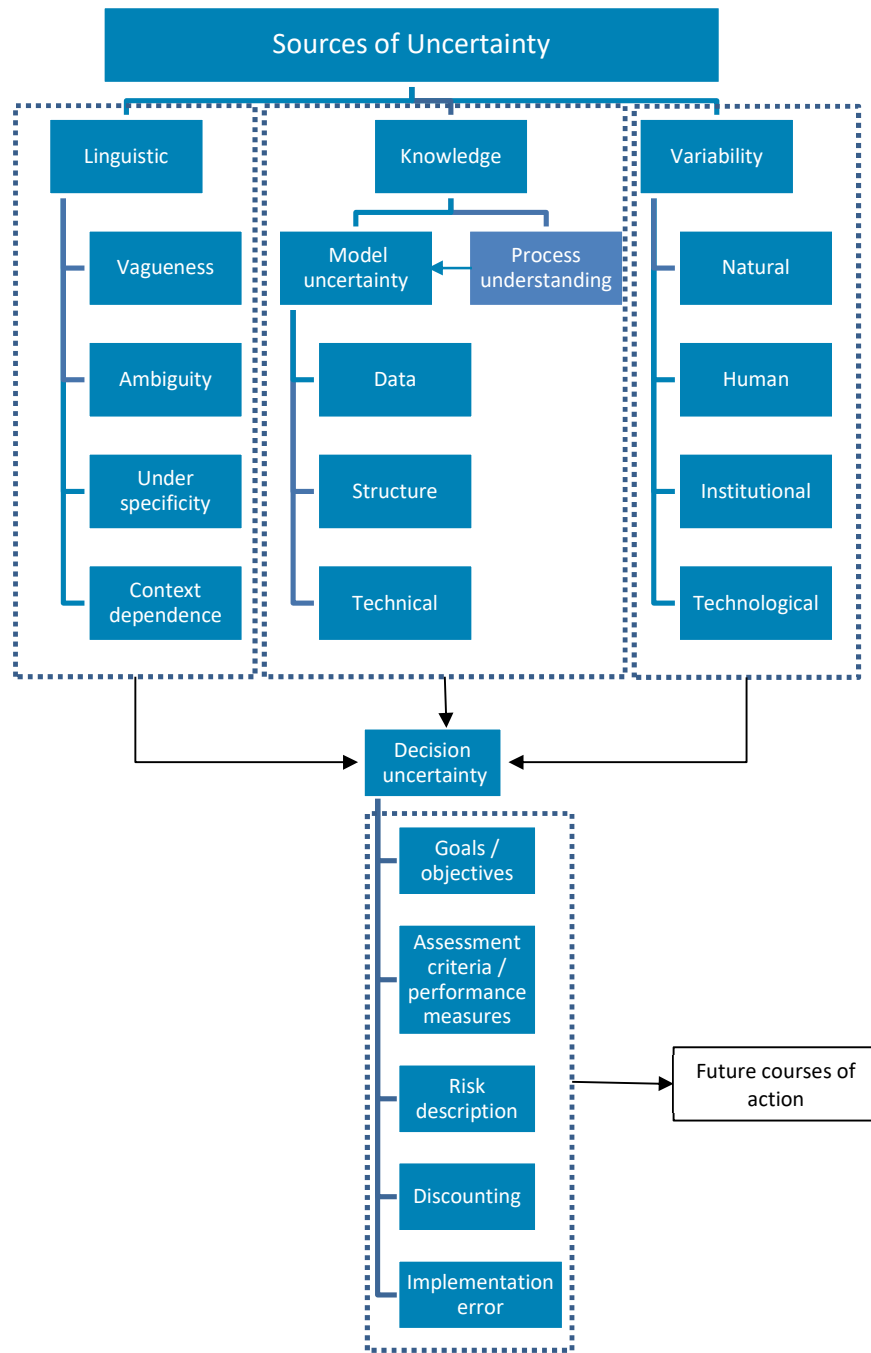 Sources of Uncertainty
Linguistic
Knowledge
Variability
Vagueness
Model
uncertainty
Process
understanding
Natural
Ambiguity
Data
Human
Under
specificity
Structure
Institutional
Context
dependence
Technical
Technological
Decision
uncertainty
Goals /
objectives
Assessment
criteria /
performance
measures
Risk
description
Future courses of
action
Discounting
Implementation
error